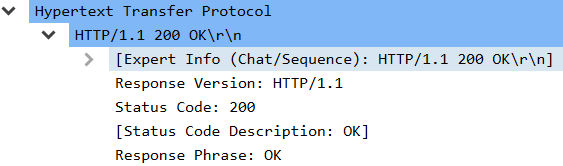 Hypertext Transfer Protocol
HTTP/1.1 200 OK\r\n
[Expert Info (Chat/Sequence): HTTP/1.1 200 OK\r\n]
Response Version: HTTP/1.1
Status Code: 200
[Status Code Description: OK]
Response Phrase: OK